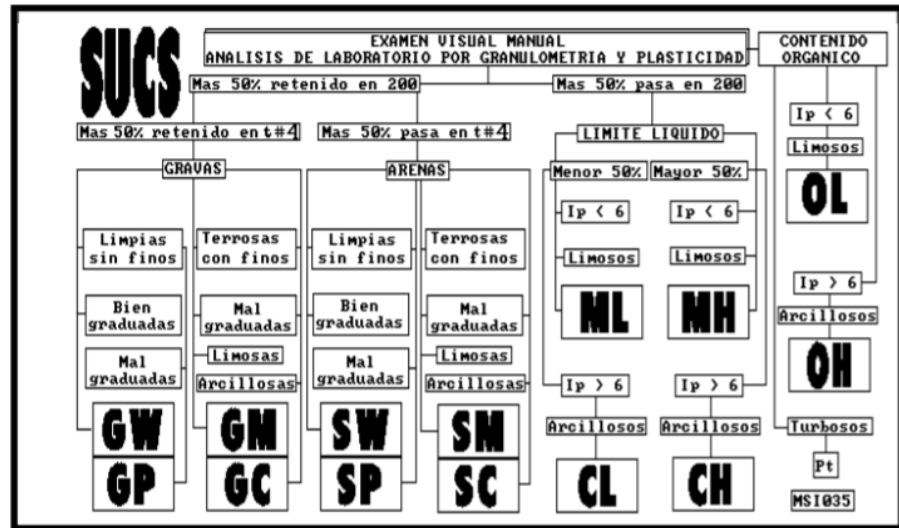 SUCS
EXAMEN VISUAL MANUAL
ANALISIS DE LABORATORIO POR GRANULOMETRIA Y PLASTICIDAD
CONTENIDO
ORGANICO
Mas 50% retenido en 200
Mas 50% pasa en 200
Mas 50% retenido en t#4
Mas 50% pasa en t#4
LIMITE LIQUIDO
Ip < 6
Limosos
OL
GRAVAS
ARENAS
Menor 50%
Mayor 50%
Ip < 6
Ip < 6
Limpias
sin finos
Terrosas
con finos
Limpias
sin finos
Terrosas
con finos
Limosos
Limosos
ML
MH
Ip > 6
Arcillosos
OH
Bien
graduadas
Mal
graduadas
Bien
graduadas
Mal
graduadas
Mal
graduadas
Limosas
Arcillosas
Mal
graduadas
Limosas
Arcillosas
Ip > 6
Ip > 6
Arcillosos
Arcillosos
Turbosos
GW
GM
SW
SM
GP
GC
SP
SC
CL
CH
Pt
MSI035